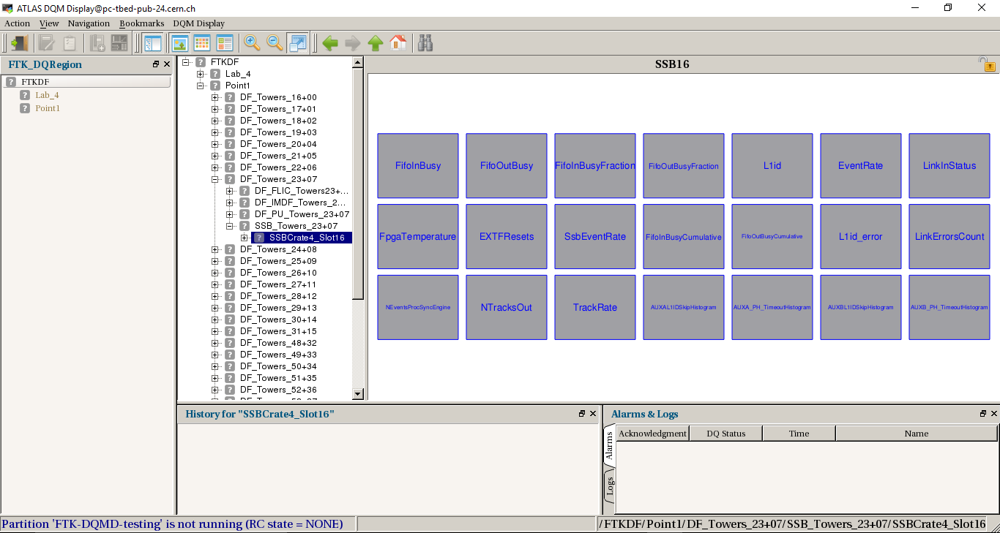 ATLAS DQM Display@pc-tbed-pub-24.cern.ch
Action View Navigation Bookmarks DQM Display
FTK_DQRegion
FTKDF
Lab_4
Point1
FTKDF
Lab_4
Point1
DF_Towers_16+00
DF_Towers_17+01
DF_Towers_18+02
DF_Towers_19+03
DF_Towers_20+04
DF_Towers_21+05
DF_Towers_22+06
DF_Towers_23+07
DF_FLIC_Towers23+...
DF_IMDF_Towers_2...
DF_PU_Towers_23+07
SSB_Towers_23+07
SSBCrate4_Slot16
DF_Towers_24+08
DF_Towers_25+09
DF_Towers_26+10
DF_Towers_27+11
DF_Towers_28+12
DF_Towers_29+13
DF_Towers_30+14
DF_Towers_31+15
DF_Towers_48+32
DF_Towers_49+33
DF_Towers_50+34
DF_Towers_51+35
DF_Towers_52+36
SSB16
FifoInBusy FifoOutBusy FifoInBusyFraction FifoOutBusyFraction L1id EventRate LinkInStatus
FpgaTemperature EXTFResets SsbEventRate FifoInBusyCumulative FifoOutBusyCumulative L1id_error LinkErrorsCount
NEventsProcSyncEngine NTracksOut TrackRate AUXAL1IDSkipHistogram AUXA_PH_TimeoutHistogram AUXBL1IDSkipHistogram AUXB_PH_TimeoutHistogram
History for "SSBCrate4_Slot16"
Alarms & Logs
Alarms
Logs
Acknowledgment DQ Status Time Name
Partition 'FTK-DQMD-testing' is not running (RC state = NONE)
/FTKDF/Point1/DF_Towers_23+07/SSB_Towers_23+07/SSBCrate4_Slot16